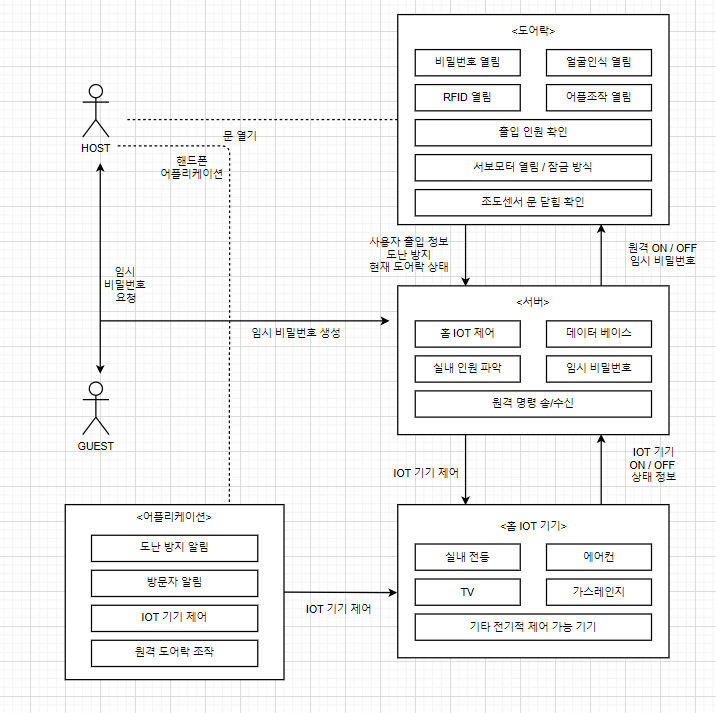 <도어락>
비밀번호 열림
얼굴인식 열림
RFID 열림
어플조작 열림
출입 인원 확인
서보모터 열림 / 잠금 방식
조도센서 문 닫힘 확인
HOST
문 열기
핸드폰
어플리케이션
사용자 출입 정보
도난 방지
현재 도어락 상태
원격 ON / OFF
임시 비밀번호
임시
비밀번호
요청
임시 비밀번호 생성
<서버>
홈 IOT 제어
데이터 베이스
실내 인원 파악
임시 비밀번호
원격 명령 송/수신
GUEST
IOT 기기 제어
IOT 기기
ON / OFF
상태 정보
<어플리케이션>
도난 방지 알림
방문자 알림
IOT 기기 제어
원격 도어락 조작
IOT 기기 제어
<홈 IOT 기기>
실내 전등
에어컨
TV
가스레인지
기타 전기적 제어 가능 기기